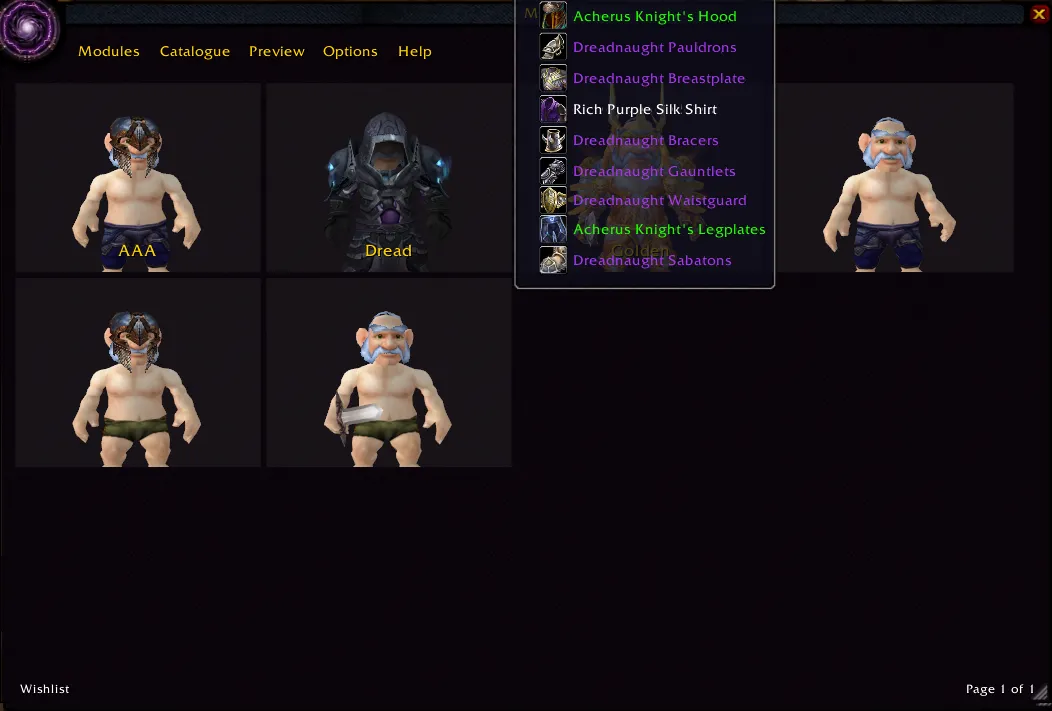 M
Modules Catalogue Preview Options Help
Acherus Knight's Hood
Dreadnaught Pauldrons
Dreadnaught Breastplate
Rich Purple Silk Shirt
Dreadnaught Bracers
Dreadnaught Gauntlets
Dreadnaught Waistguard
Acherus Knight's Legplates
Dreadnaught Sabatons
AAA
Dread
Golden
Wishlist
Page 1 of 1